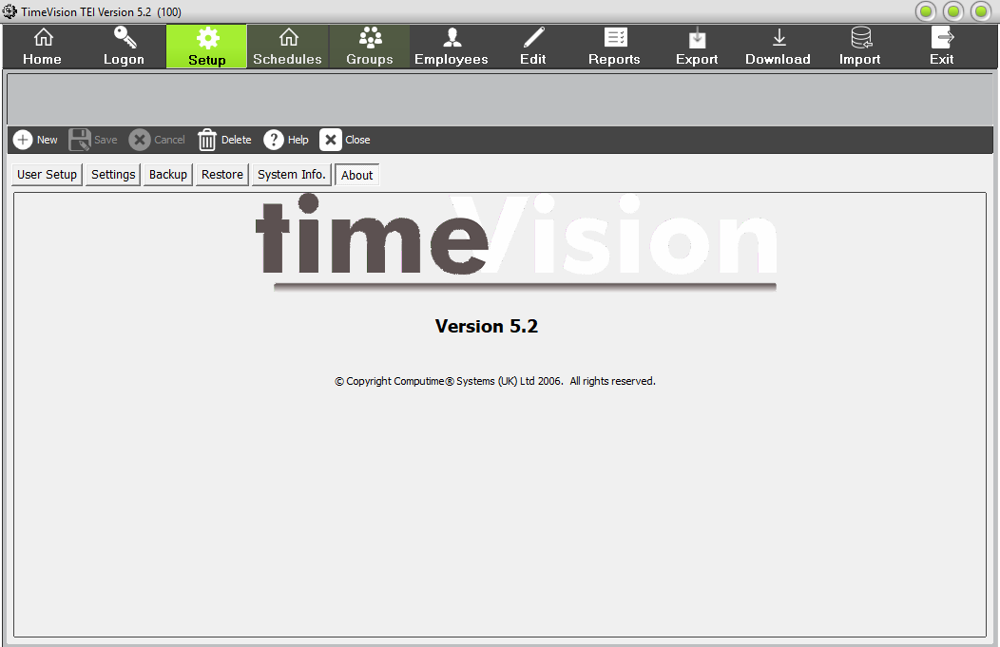 TimeVision TEI Version 5.2 (100)
Home Logon Setup Schedules Groups Employees Edit Reports Export Download Import Exit
New Save Cancel Delete Help Close
User Setup Settings Backup Restore System Info. About
timeVision
Version 5.2
© Copyright Computime® Systems (UK) Ltd 2006. All rights reserved.